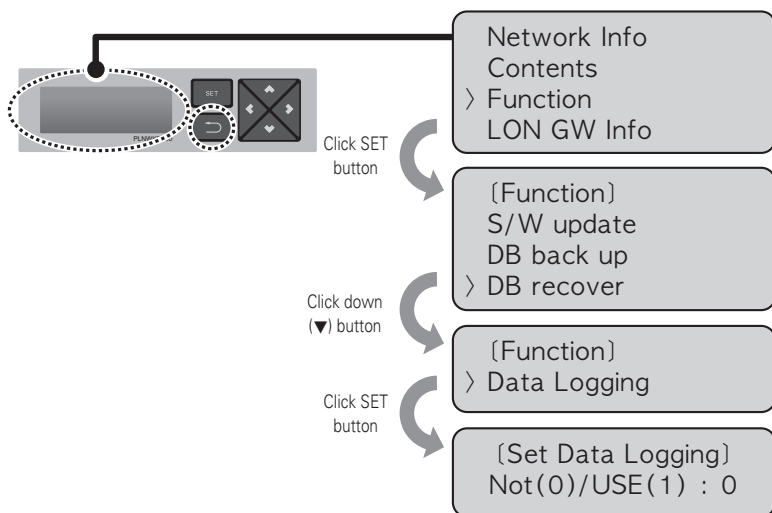 Network Info
Contents
〉Function
LON GW Info
SET
Click SET
button
〔Function〕
S/W update
DB back up
〉DB recover
Click down
(▼) button
〔Function〕
〉Data Logging
Click SET
button
〔Set Data Logging〕
Not(0)/USE(1) : 0